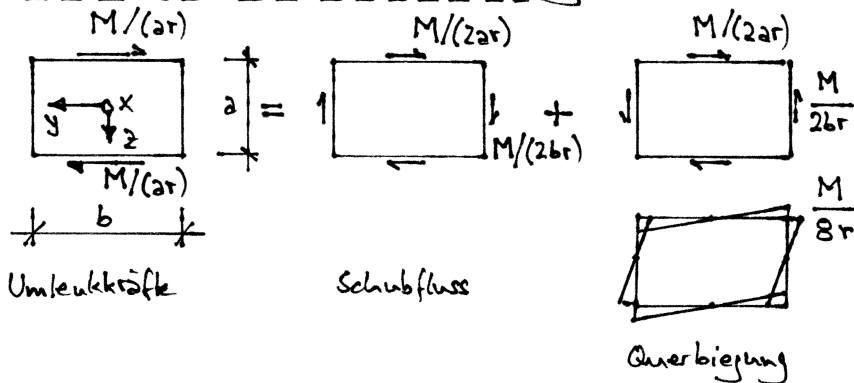 M/(ar)
M/(2ar)
M/(2ar)
y x z
a
=
+
M/(2br)
M
2br
M/(ar)
b
M
8r
Umlenkkräfte
Schubfluss
Querbiegung